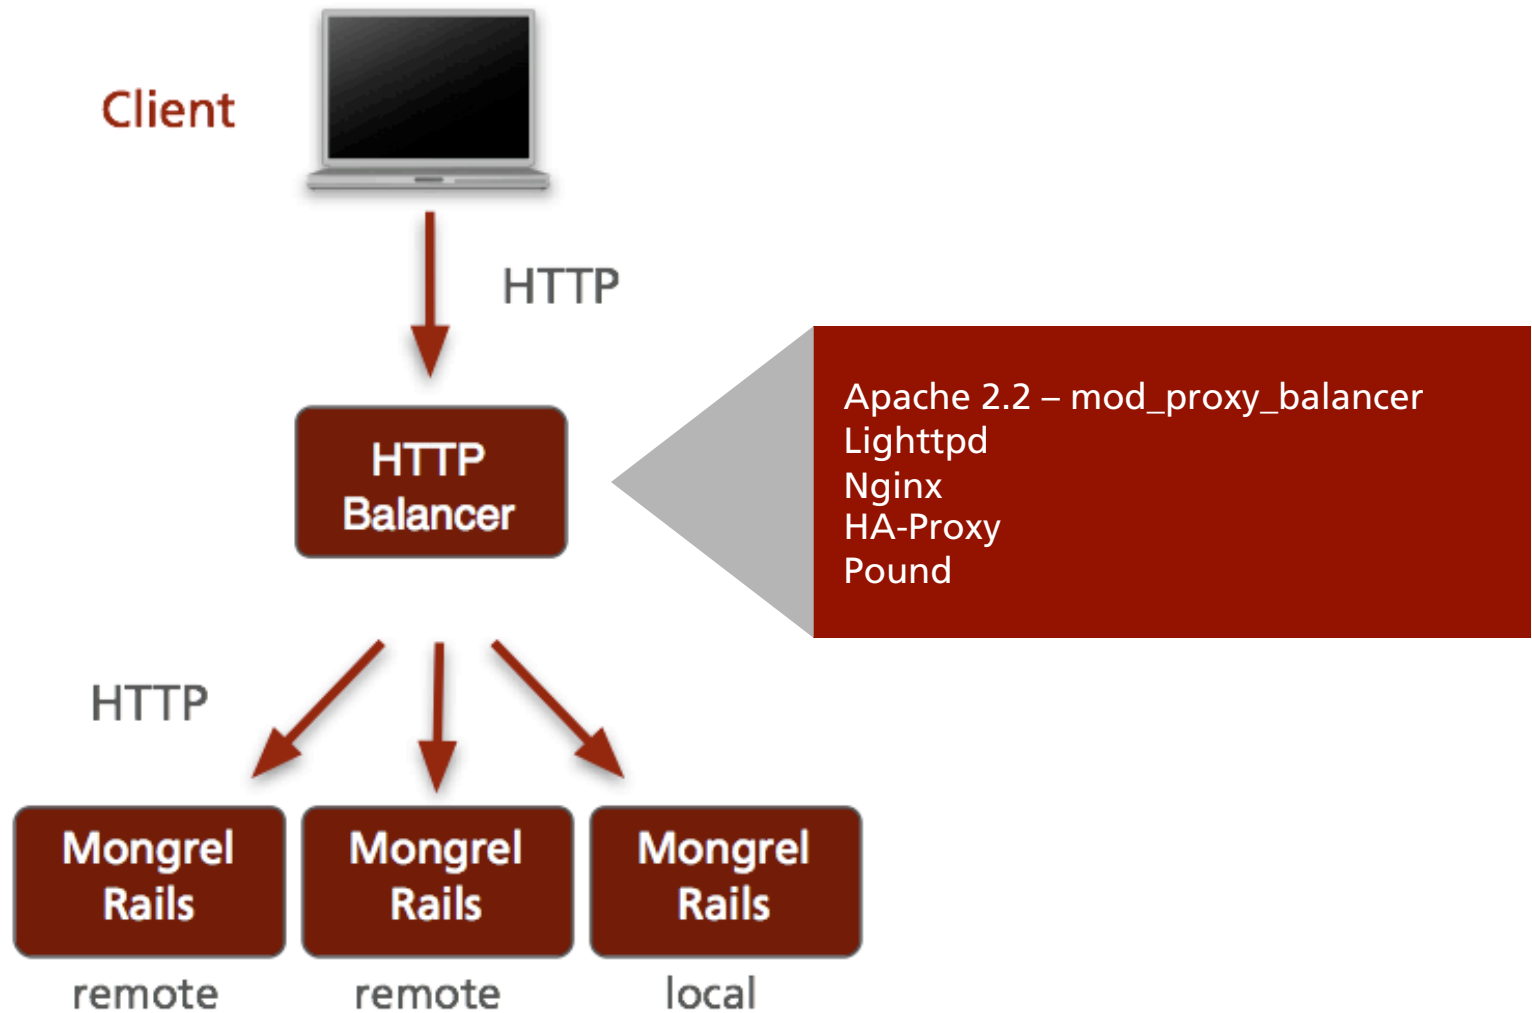 Client
HTTP
HTTP
Balancer
Apache 2.2 – mod_proxy_balancer
Lighttpd
Nginx
HA-Proxy
Pound
HTTP
Mongrel
Rails
remote
Mongrel
Rails
remote
Mongrel
Rails
local